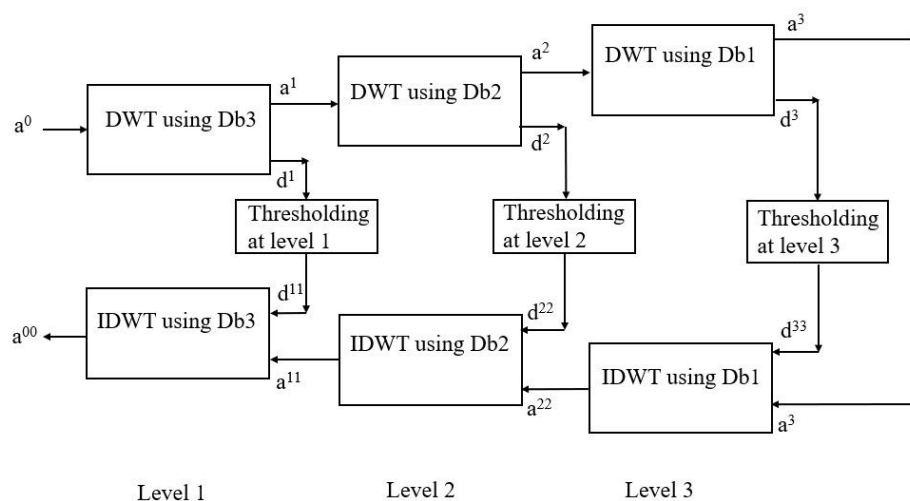 a³
DWT using Db1
a²
DWT using Db2
a¹
DWT using Db3
a⁰
d³
d²
d¹
Thresholding
at level 1
Thresholding
at level 2
Thresholding
at level 3
d¹¹
IDWT using Db3
a⁰⁰
a¹¹
d²²
IDWT using Db2
a²²
d³³
IDWT using Db1
a³
Level 1
Level 2
Level 3